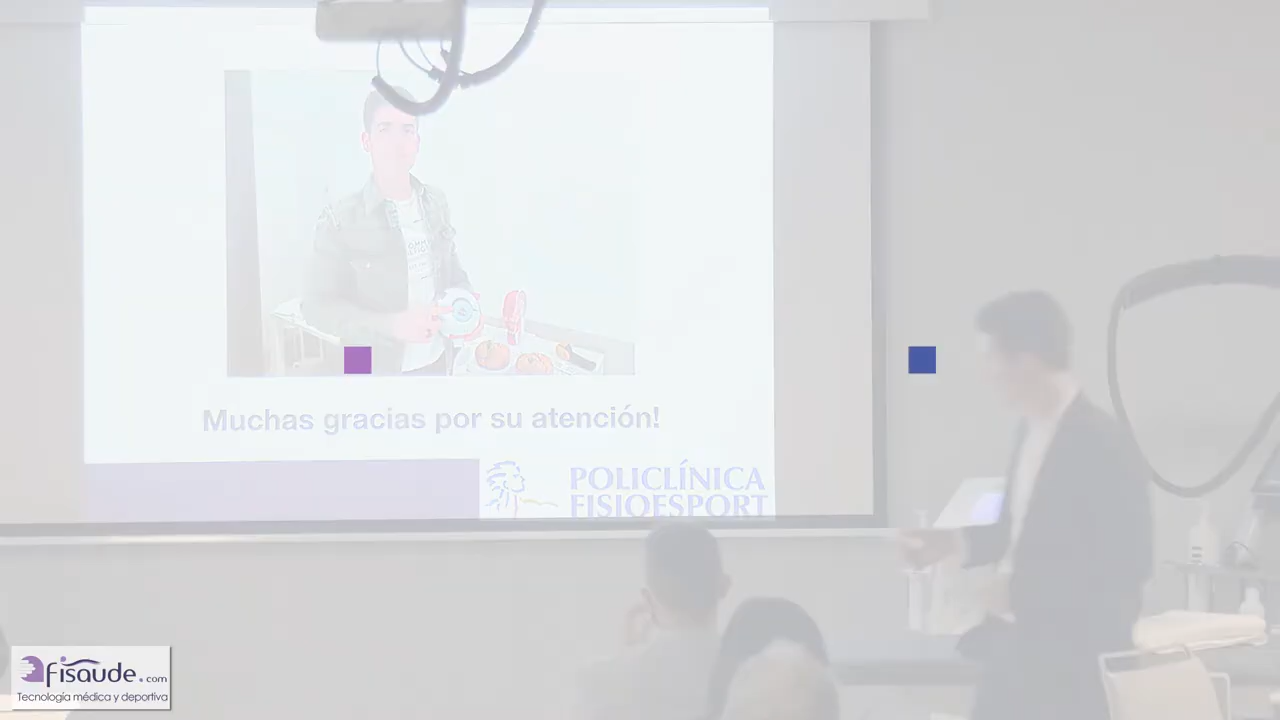 Muchas gracias por su atención!
POLICLÍNICA
FISIOESPORT
fisaude.com
Tecnología médica y deportiva